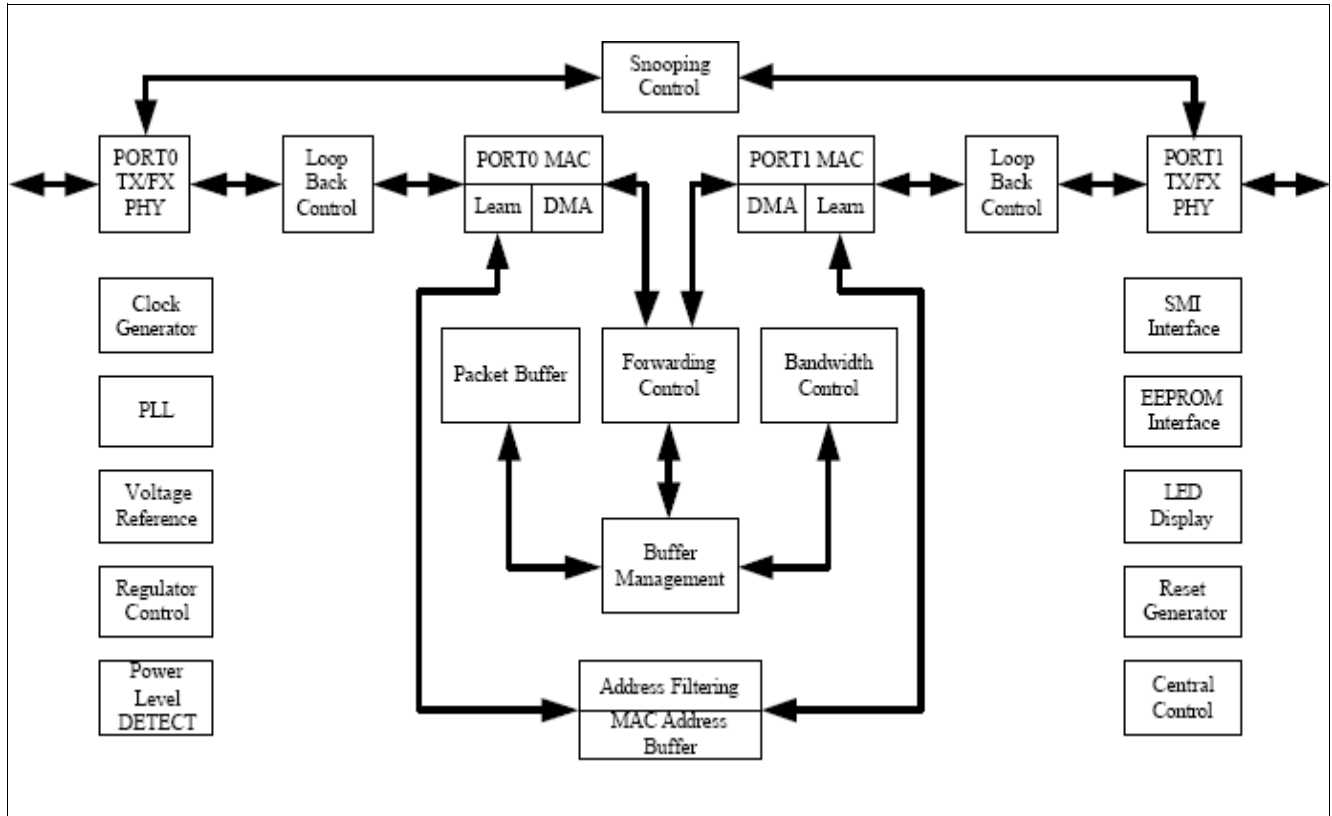 Snooping
Control
PORT0
TX/FX
PHY
Loop
Back
Control
PORT0 MAC
Learn
DMA
PORT1 MAC
DMA
Learn
Loop
Back
Control
PORT1
TX/FX
PHY
Clock
Generator
PLL
Voltage
Reference
Regulator
Control
Power
Level
DETECT
Packet Buffer
Forwarding
Control
Bandwidth
Control
Buffer
Management
Address Filtering
MAC Address
Buffer
SMI
Interface
EEPROM
Interface
LED
Display
Reset
Generator
Central
Control